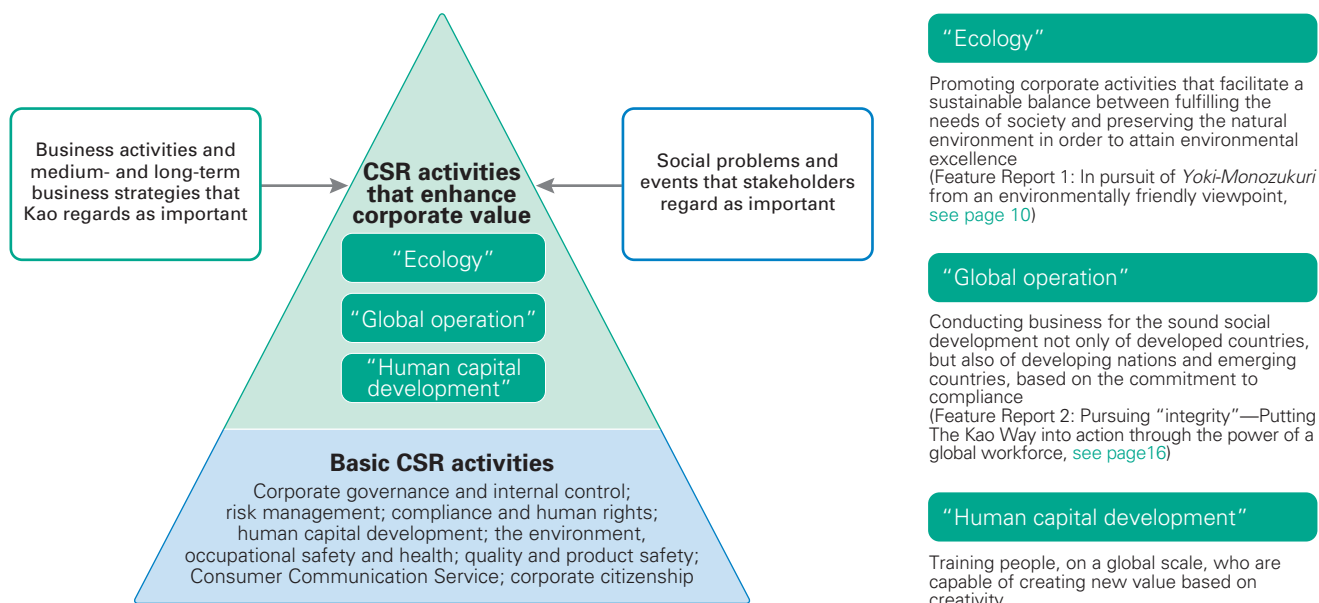 Business activities and
medium- and long-term
business strategies that
Kao regards as important
CSR activities
that enhance
corporate value
“Ecology”
“Global operation”
“Human capital
development”
Social problems and
events that stakeholders
regard as important
Basic CSR activities
Corporate governance and internal control;
risk management; compliance and human rights;
human capital development; the environment,
occupational safety and health; quality and product safety;
Consumer Communication Service; corporate citizenship
“Ecology”
Promoting corporate activities that facilitate a
sustainable balance between fulfilling the
needs of society and preserving the natural
environment in order to attain environmental
excellence
(Feature Report 1: In pursuit of Yoki-Monozukuri
from an environmentally friendly viewpoint,
see page 10)
“Global operation”
Conducting business for the sound social
development not only of developed countries,
but also of developing nations and emerging
countries, based on the commitment to
compliance
(Feature Report 2: Pursuing “integrity”—Putting
The Kao Way into action through the power of a
global workforce, see page16)
“Human capital development”
Training people, on a global scale, who are
capable of creating new value based on
creativity